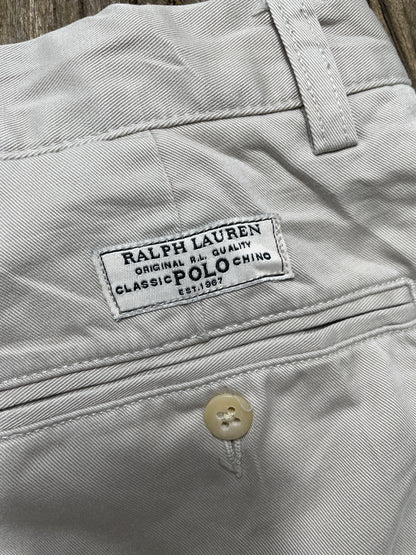 RALPH LAUREN
ORIGINAL R.L. QUALITY
CLASSIC POLO CHINO
EST. 1967